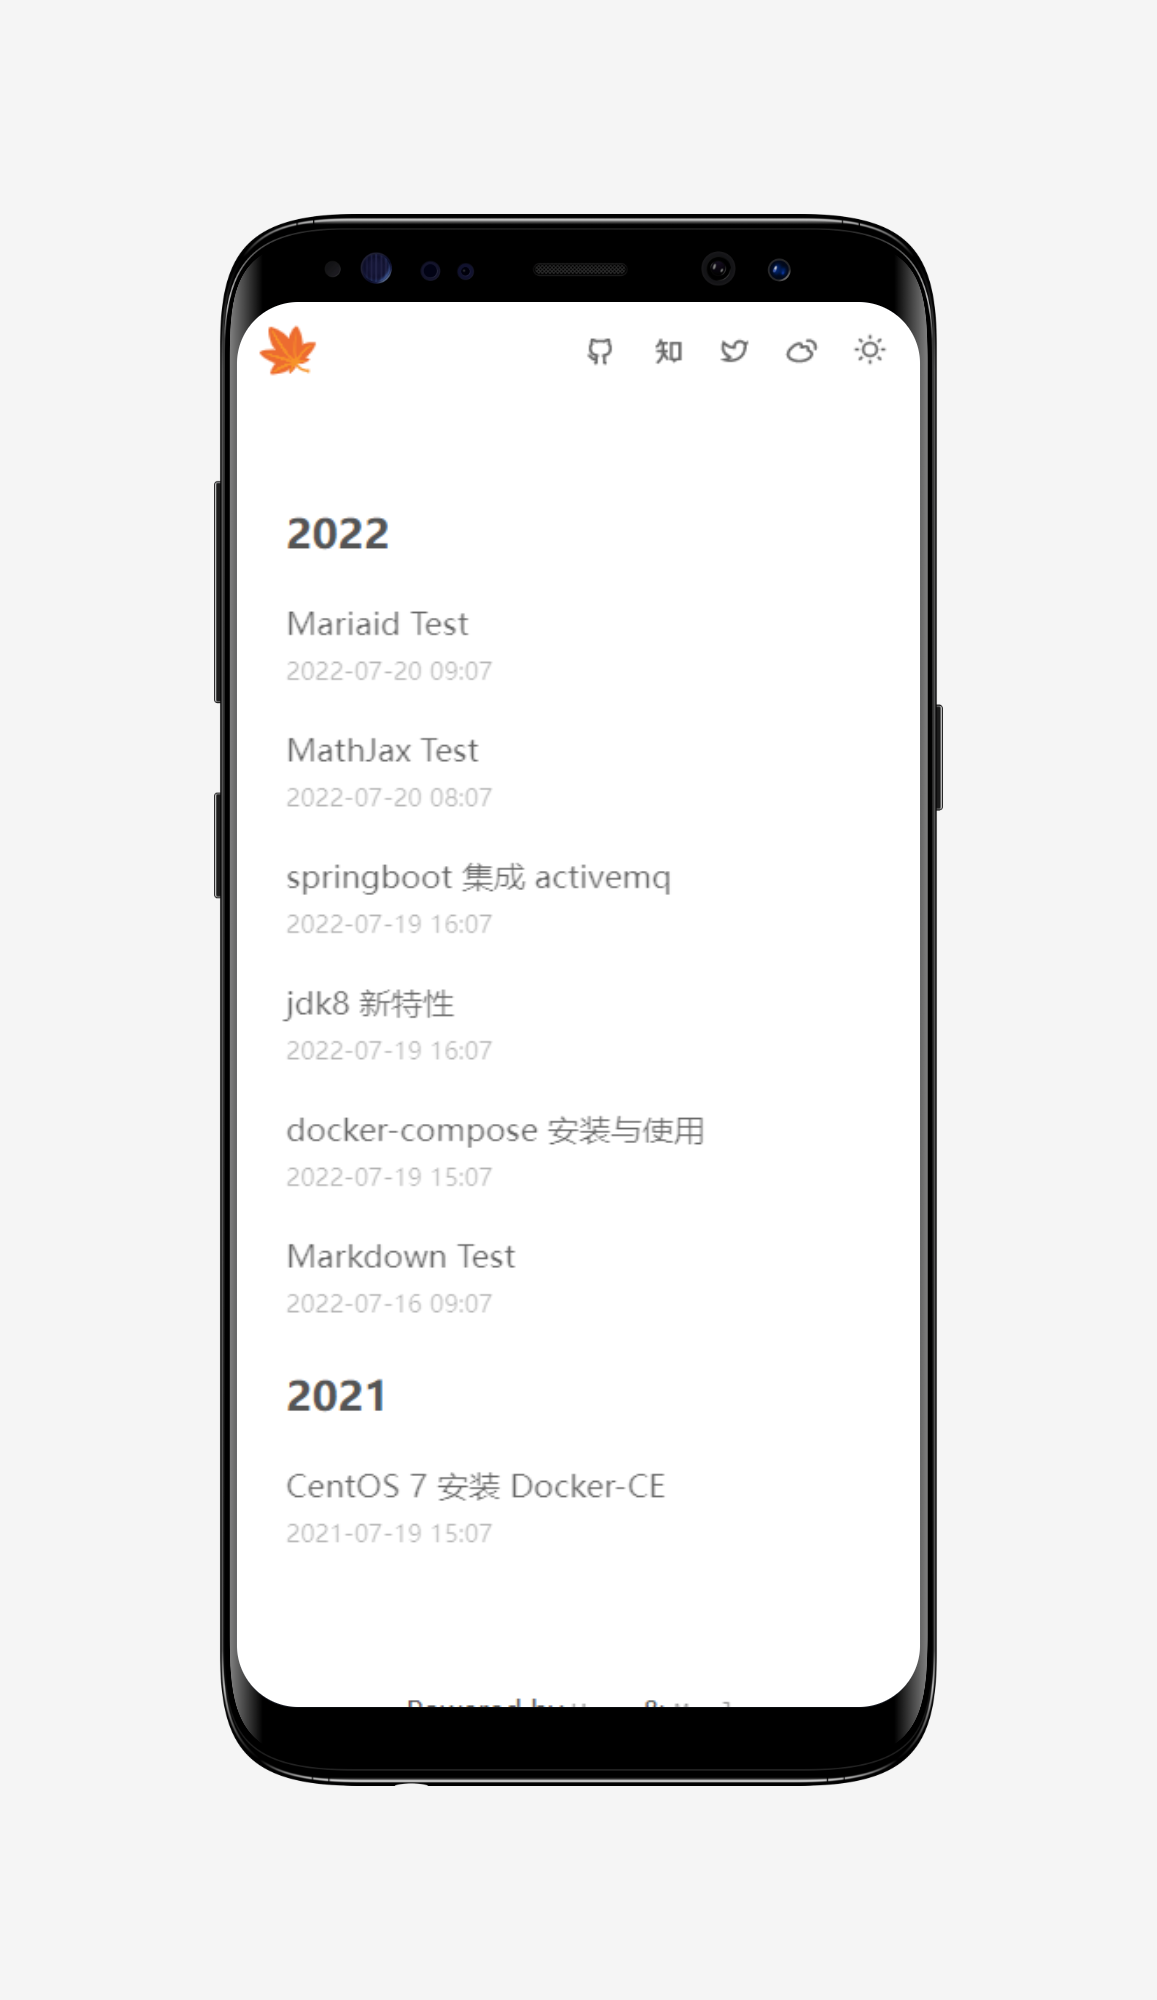 知
2022
Mariaid Test
2022-07-20 09:07
MathJax Test
2022-07-20 08:07
springboot 集成 activemq
2022-07-19 16:07
jdk8 新特性
2022-07-19 16:07
docker-compose 安装与使用
2022-07-19 15:07
Markdown Test
2022-07-16 09:07
2021
CentOS 7 安装 Docker-CE
2021-07-19 15:07
Powered by